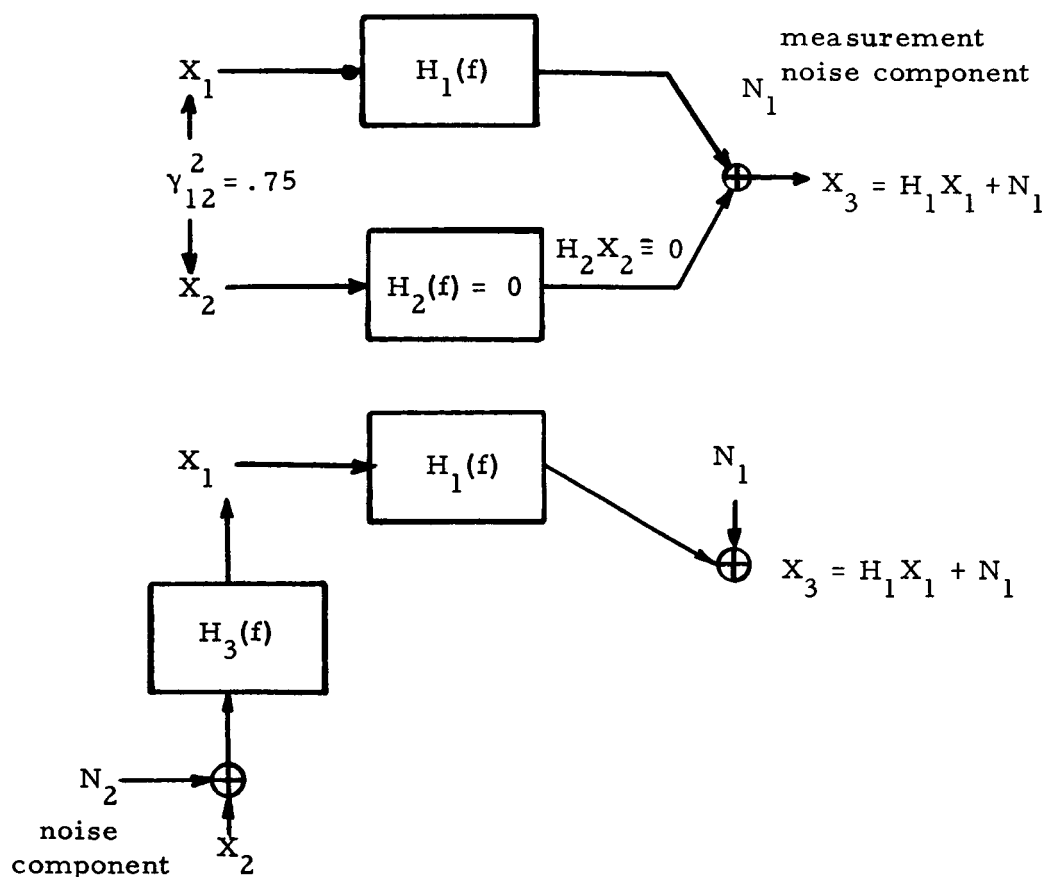 measurement
noise component
X₁
H₁(f)
N₁
γ₁₂² = .75
X₃ = H₁X₁ + N₁
H₂X₂ ≡ 0
X₂
H₂(f) = 0
X₁
H₁(f)
N₁
X₃ = H₁X₁ + N₁
H₃(f)
N₂
noise
component
X₂